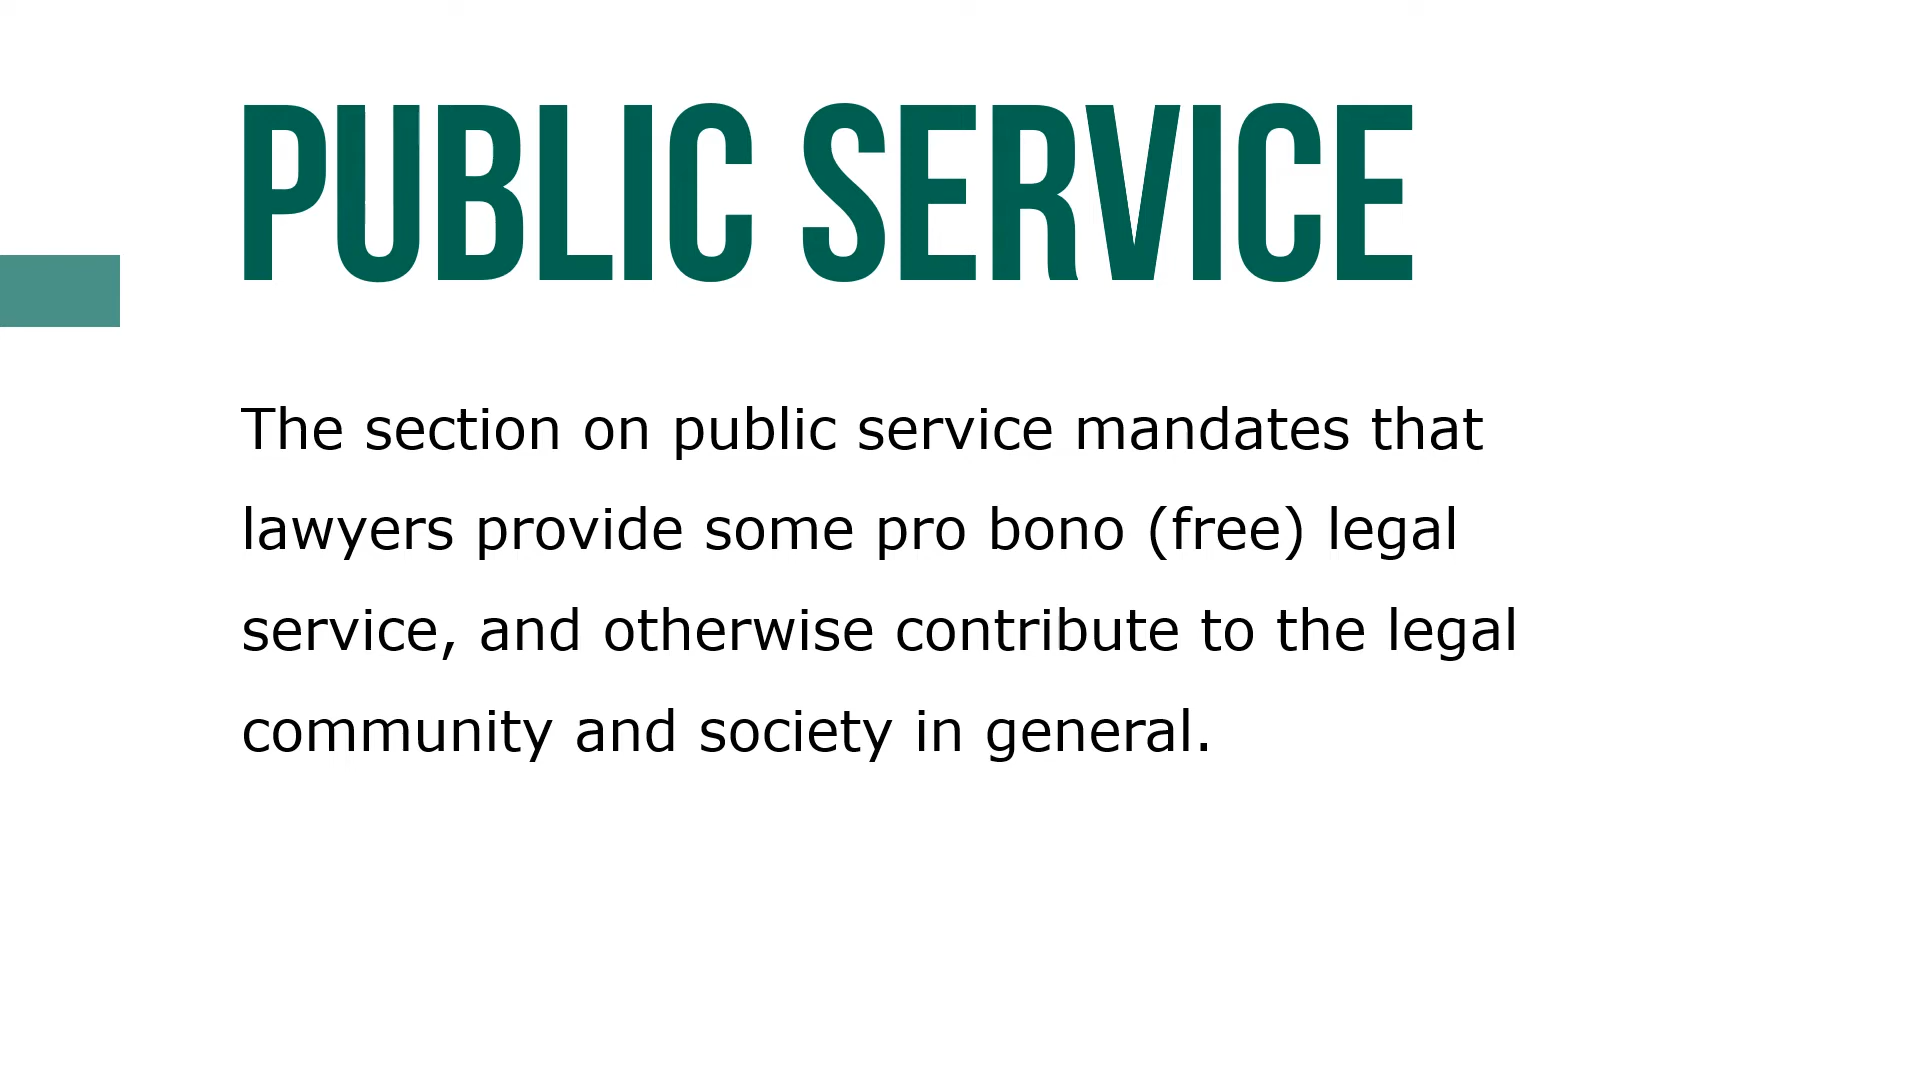 PUBLIC SERVICE
The section on public service mandates that
lawyers provide some pro bono (free) legal
service, and otherwise contribute to the legal
community and society in general.